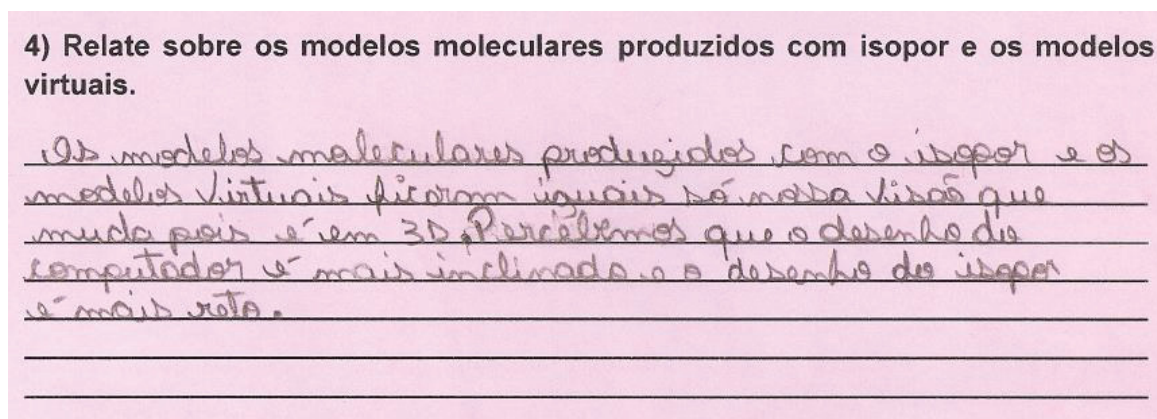 4) Relate sobre os modelos moleculares produzidos com isopor e os modelos
virtuais.
Os modelos moleculares produzidos com o isopor e os
modelos virtuais ficaram iguais só nossa visão que
muda pois é em 3D. Percebemos que o desenho do
computador é mais inclinado e o desenho do isopor
é mais reto.